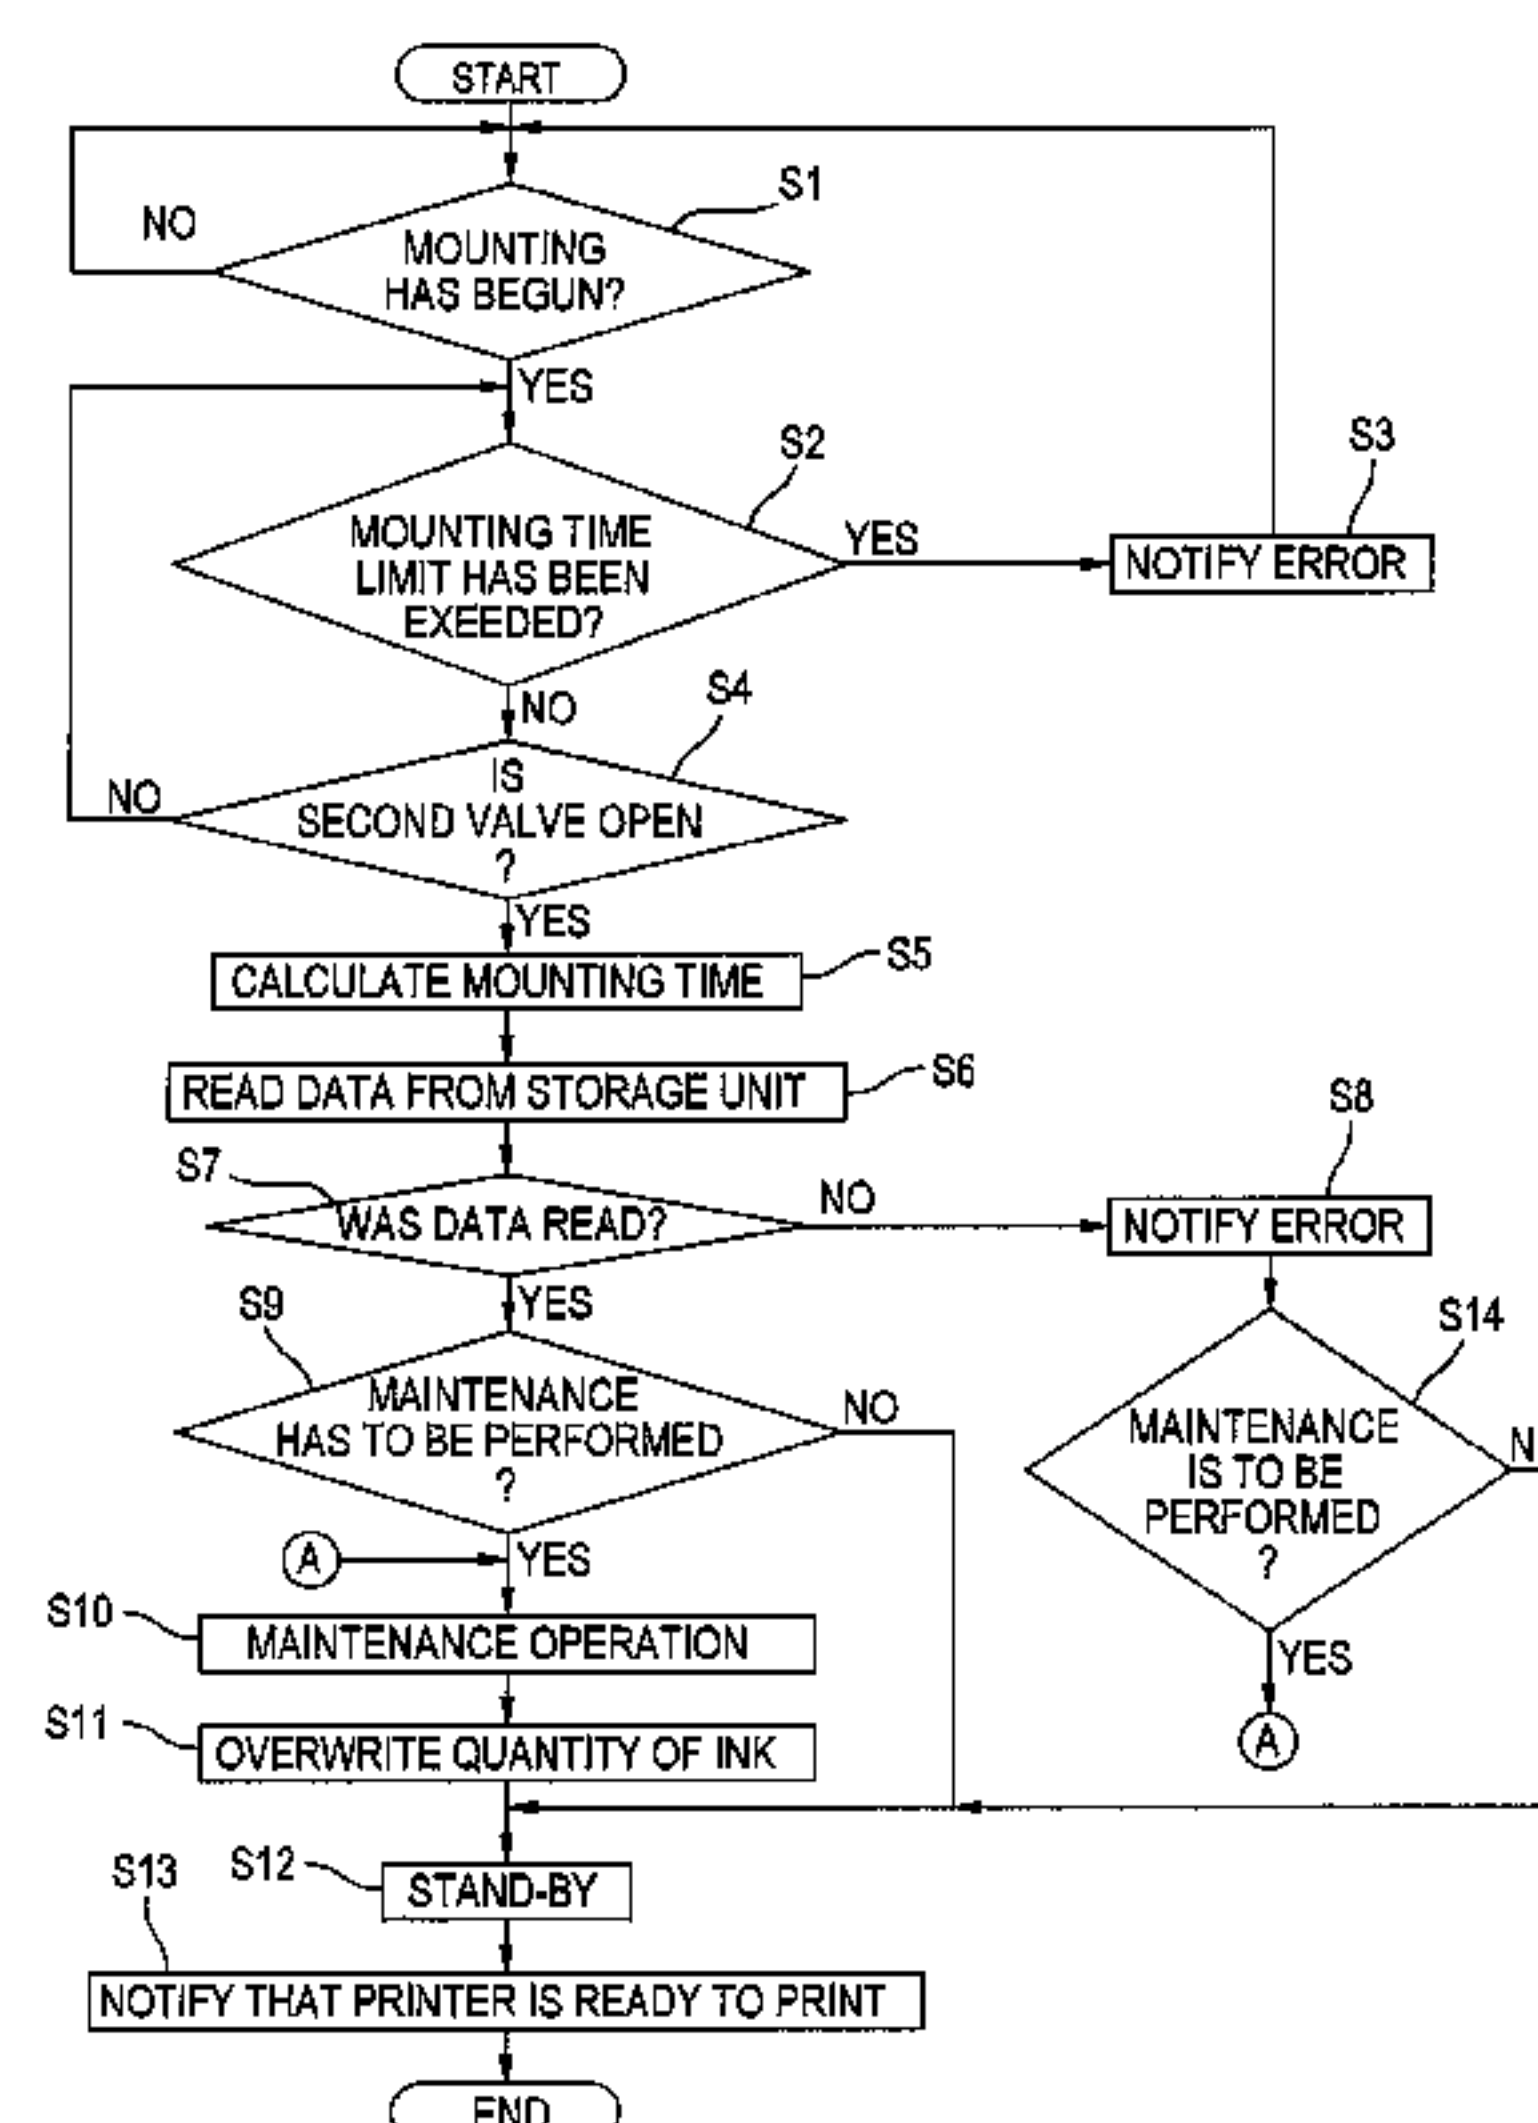 START
S1
NO
MOUNTING
HAS BEGUN?
YES
S2
S3
MOUNTING TIME
LIMIT HAS BEEN
EXEEDED?
YES
NOTIFY ERROR
NO
S4
IS
SECOND VALVE OPEN
?
NO
YES
CALCULATE MOUNTING TIME
S5
READ DATA FROM STORAGE UNIT
S6
S7
WAS DATA READ?
NO
S8
NOTIFY ERROR
YES
S9
MAINTENANCE
HAS TO BE PERFORMED
?
NO
S14
MAINTENANCE
IS TO BE
PERFORMED
?
N
A
YES
S10
MAINTENANCE OPERATION
YES
A
S11
OVERWRITE QUANTITY OF INK
S12
STAND-BY
S13
NOTIFY THAT PRINTER IS READY TO PRINT
END